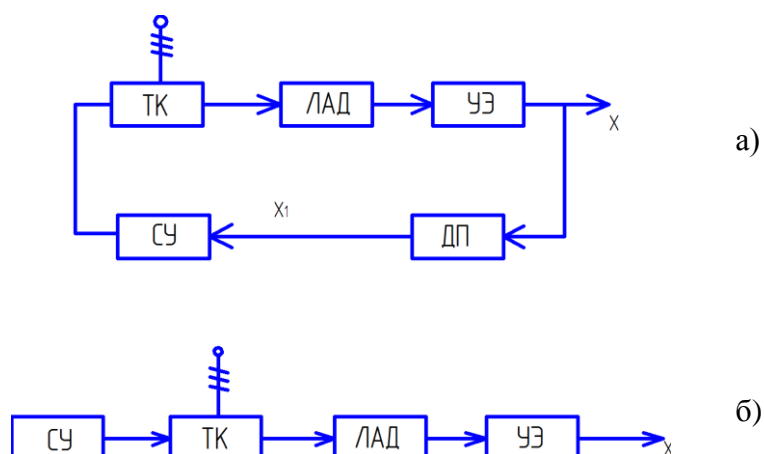 ТК ЛАД УЭ
X
а)
СУ X₁ ДП
б)
СУ ТК ЛАД УЭ X